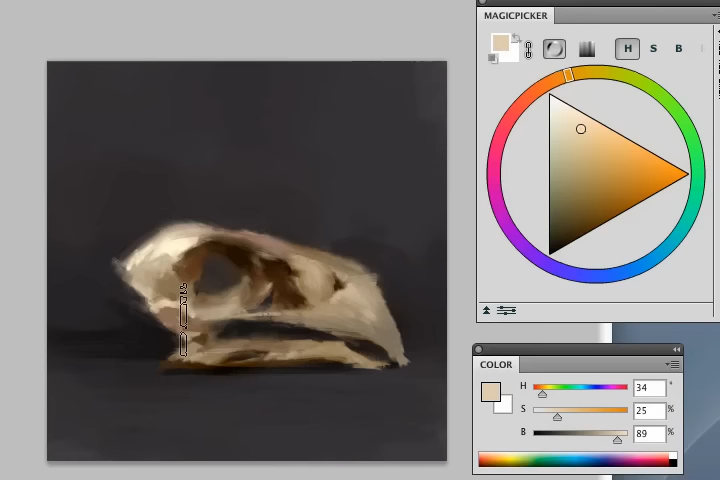 MAGICPICKER
H S B
COLOR
H 34 °
S 25 %
B 89 %